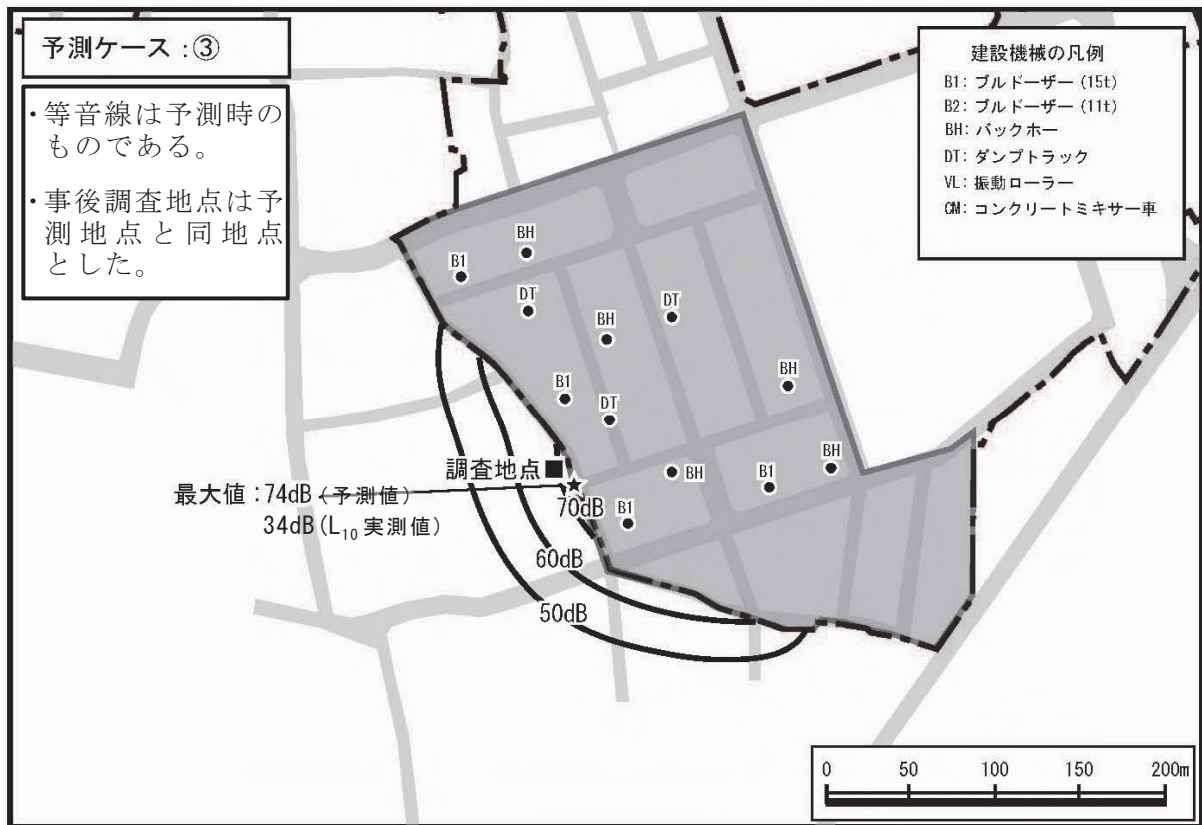 予測ケース：③
・等音線は予測時の
ものである。
・事後調査地点は予
測地点と同地点
とした。
建設機械の凡例
B1: ブルドーザー (15t)
B2: ブルドーザー (11t)
BH: バックホー
DT: ダンプトラック
VL: 振動ローラー
CM: コンクリートミキサー車
BH
B1
DT
DT
BH
BH
B1
DT
BH
調査地点
BH
B1
最大値：74dB (予測値)
70dB
34dB(L₁₀実測値)
B1
60dB
50dB
0 50 100 150 200m